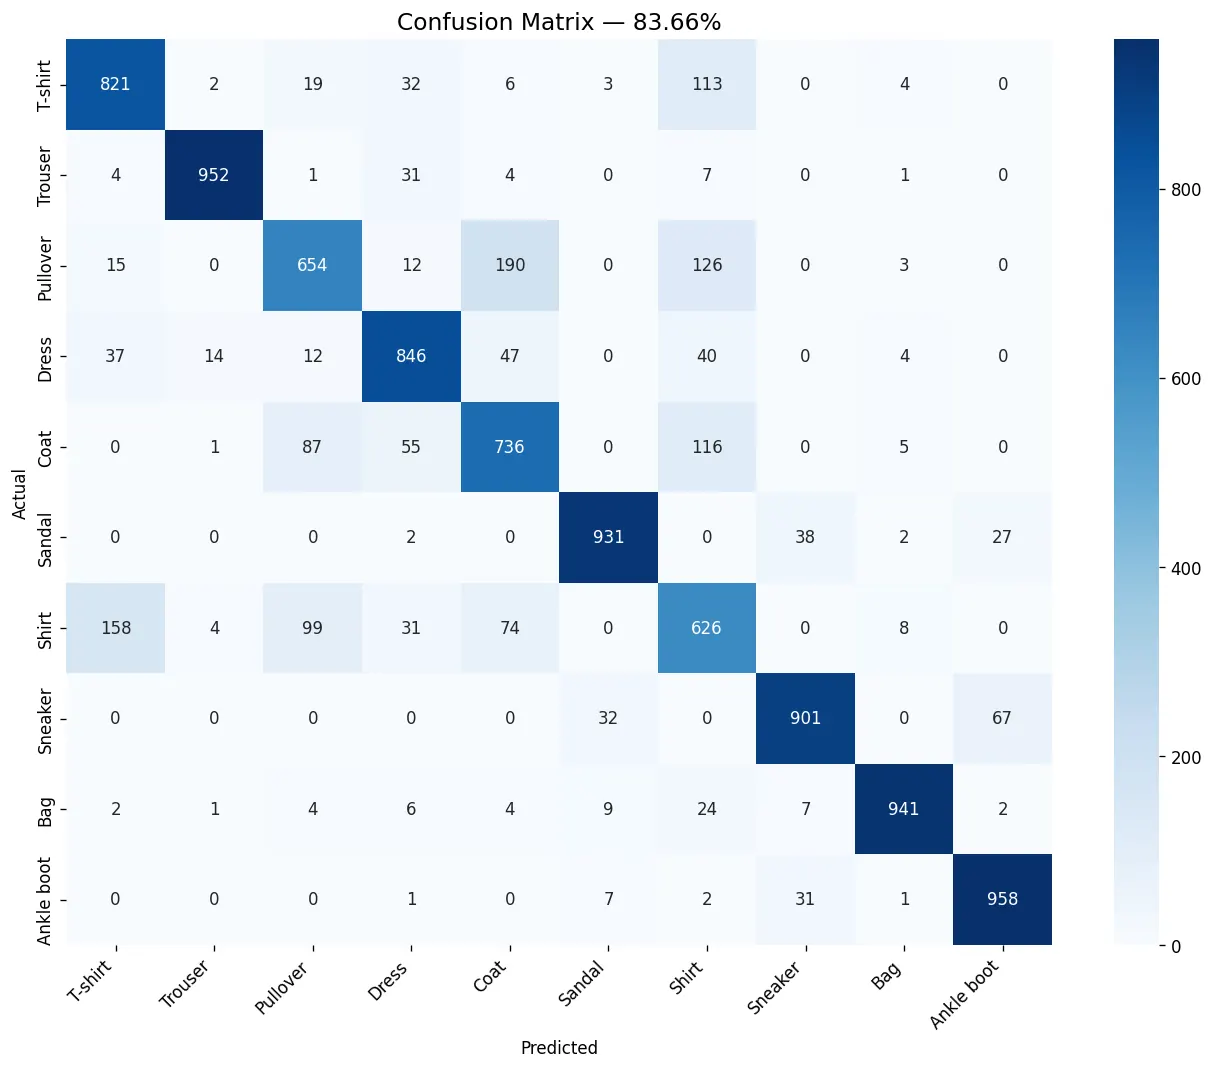 Confusion Matrix — 83.66%
T-shirt 821 2 19 32 6 3 113 0 4 0
Trouser 4 952 1 31 4 0 7 0 1 0
Pullover 15 0 654 12 190 0 126 0 3 0
Dress 37 14 12 846 47 0 40 0 4 0
Coat 0 1 87 55 736 0 116 0 5 0
Sandal 0 0 0 2 0 931 0 38 2 27
Shirt 158 4 99 31 74 0 626 0 8 0
Sneaker 0 0 0 0 0 32 0 901 0 67
Bag 2 1 4 6 4 9 24 7 941 2
Ankle boot 0 0 0 1 0 7 2 31 1 958
Actual
T-shirt Trouser Pullover Dress Coat Sandal Shirt Sneaker Bag Ankle boot
Predicted
800
600
400
200
0